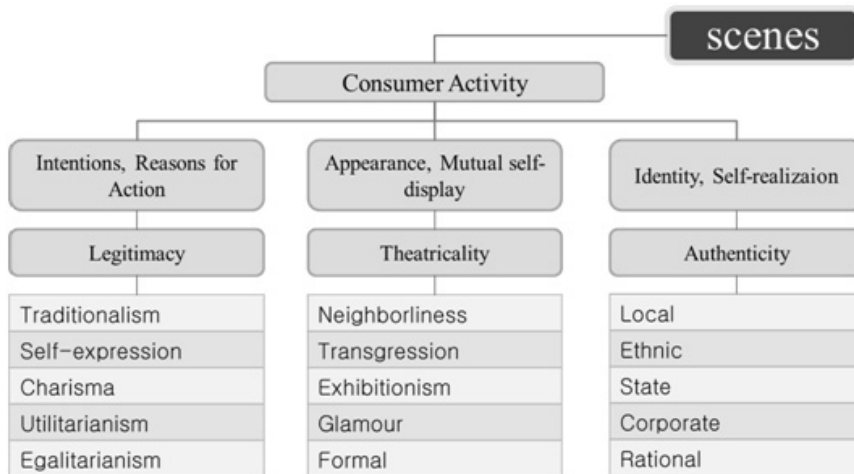 scenes
Consumer Activity
Intentions, Reasons for
Action
Appearance, Mutual self-
display
Identity, Self-realizaion
Legitimacy
Theatricality
Authenticity
Traditionalism
Self-expression
Charisma
Utilitarianism
Egalitarianism
Neighborliness
Transgression
Exhibitionism
Glamour
Formal
Local
Ethnic
State
Corporate
Rational